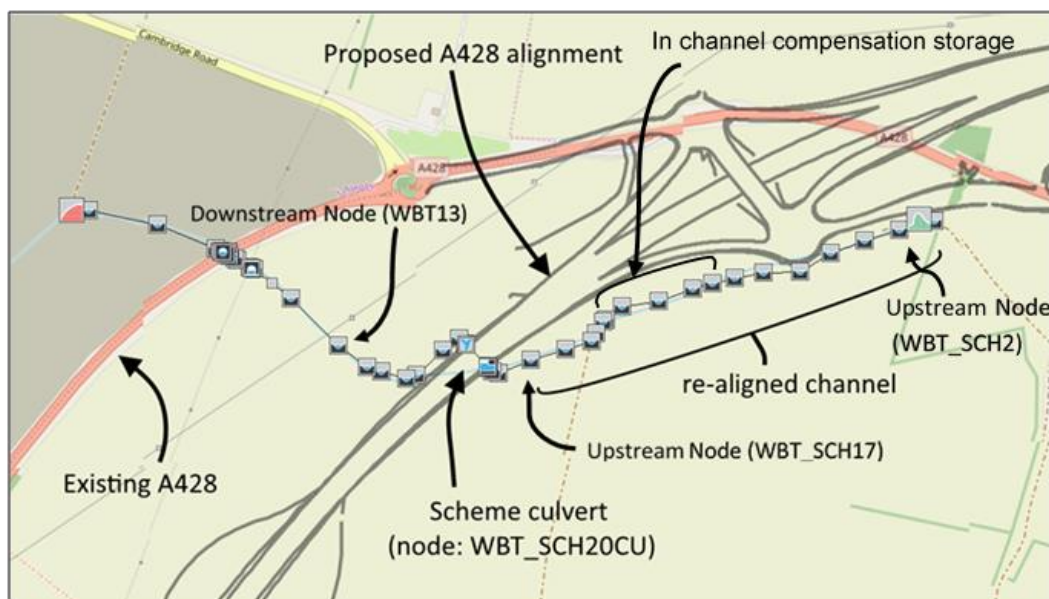 Cambridge Road
Proposed A428 alignment
In channel compensation storage
A428
A428
Downstream Node (WBT13)
Upstream Node
(WBT_SCH2)
re-aligned channel
Upstream Node (WBT_SCH17)
Existing A428
Scheme culvert
(node: WBT_SCH20CU)